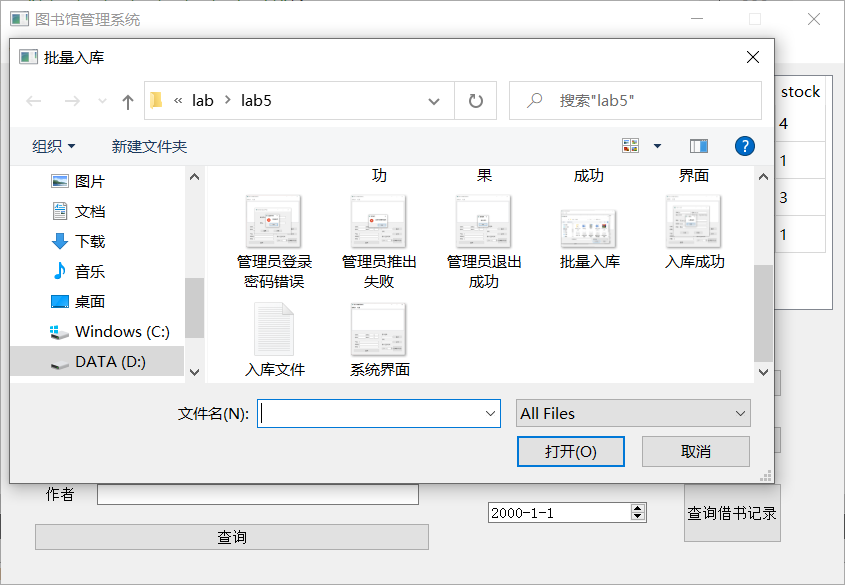 图书馆管理系统
批量入库
« lab > lab5
搜索"lab5"
stock
4
1
3
1
组织
新建文件夹
?
图片
文档
下载
音乐
桌面
Windows (C:)
DATA (D:)
功
果
成功
界面
管理员登录
密码错误
管理员推出
失败
管理员退出
成功
批量入库
入库成功
入库文件
系统界面
文件名(N):
All Files
打开(O)
取消
作者
2000-1-1
查询借书记录
查询